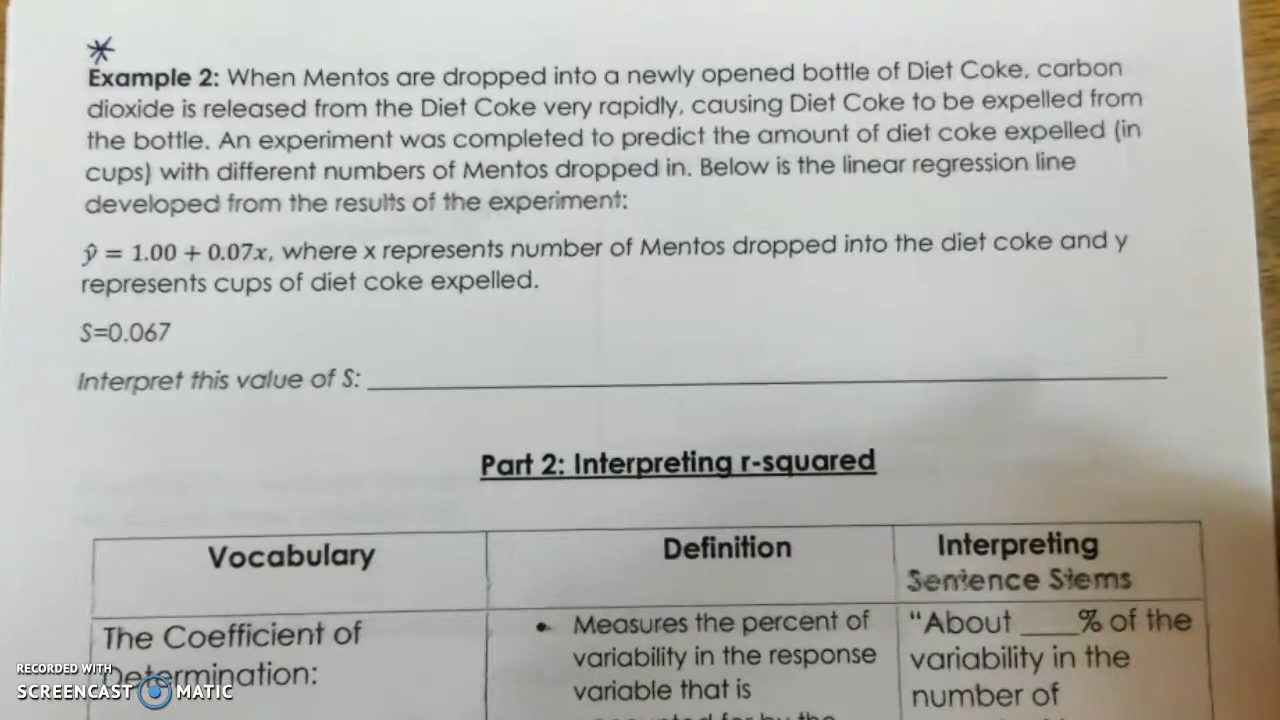 *
Example 2: When Mentos are dropped into a newly opened bottle of Diet Coke, carbon
dioxide is released from the Diet Coke very rapidly, causing Diet Coke to be expelled from
the bottle. An experiment was completed to predict the amount of diet coke expelled (in
cups) with different numbers of Mentos dropped in. Below is the linear regression line
developed from the results of the experiment:
ŷ = 1.00 + 0.07x, where x represents number of Mentos dropped into the diet coke and y
represents cups of diet coke expelled.
S=0.067
Interpret this value of S: ____________________
Part 2: Interpreting r-squared
Vocabulary
Definition
Interpreting
Sentence Stems
The Coefficient of
Determination:
• Measures the percent of
variability in the response
variable that is
"About ___% of the
variability in the
number of
RECORDED WITH
SCREENCAST MATIC